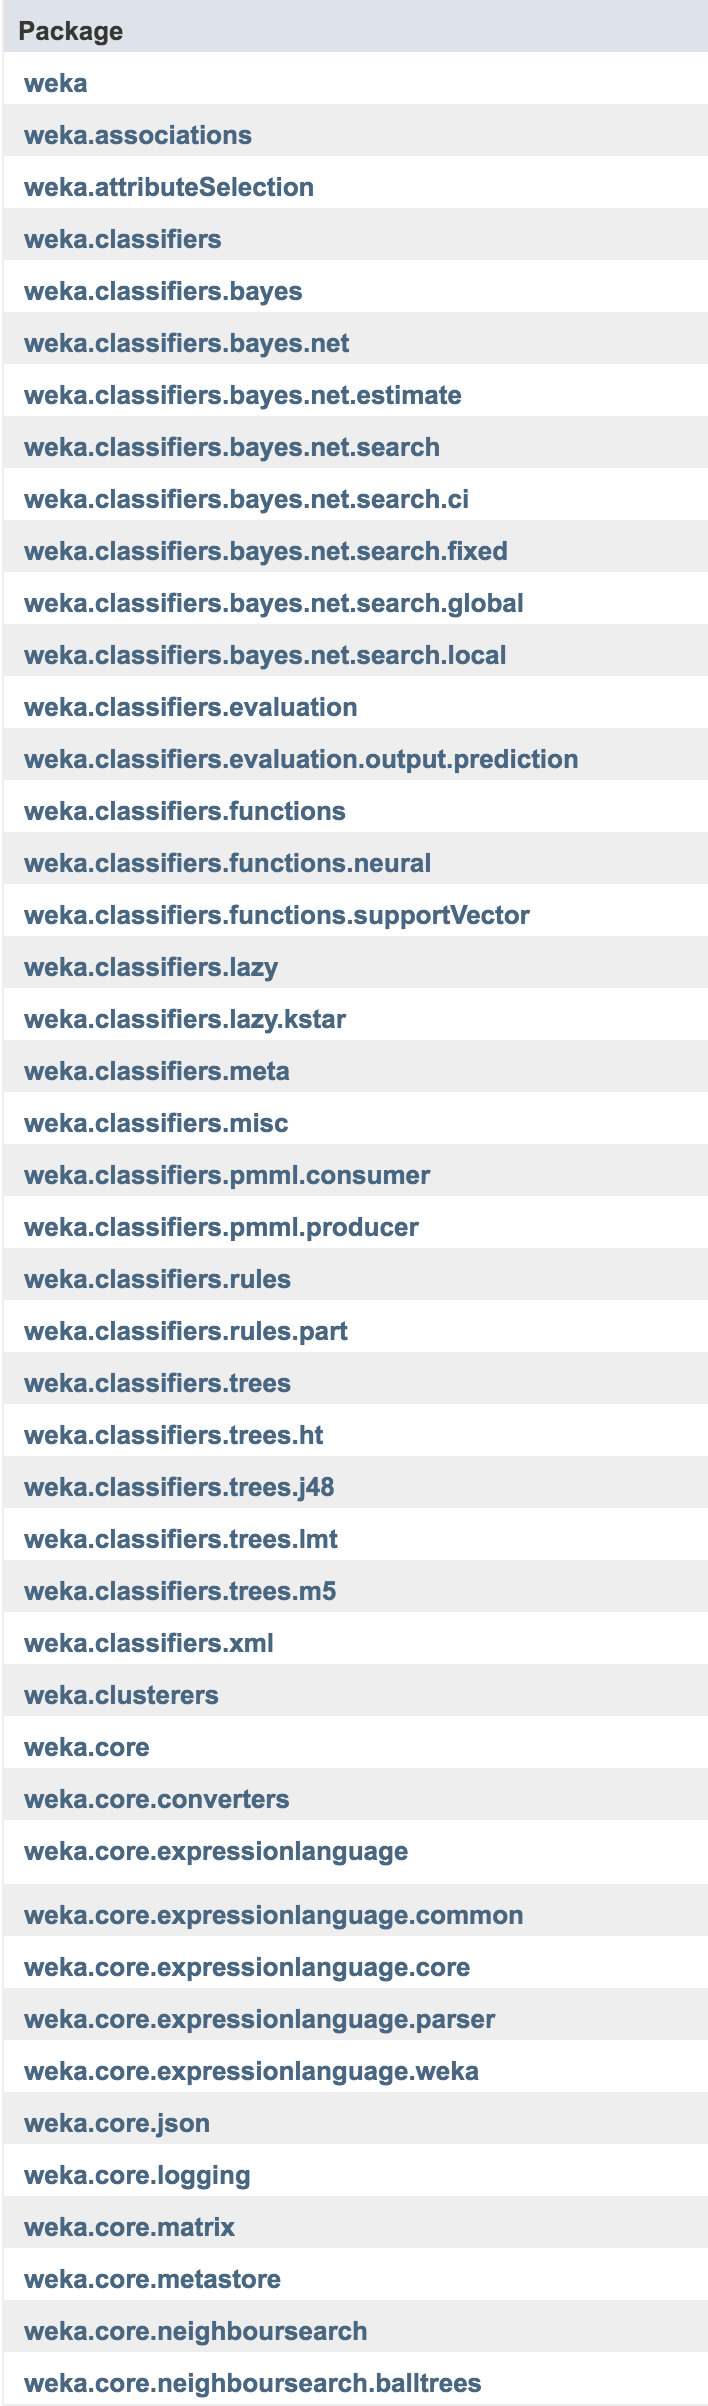 Package
weka
weka.associations
weka.attributeSelection
weka.classifiers
weka.classifiers.bayes
weka.classifiers.bayes.net
weka.classifiers.bayes.net.estimate
weka.classifiers.bayes.net.search
weka.classifiers.bayes.net.search.ci
weka.classifiers.bayes.net.search.fixed
weka.classifiers.bayes.net.search.global
weka.classifiers.bayes.net.search.local
weka.classifiers.evaluation
weka.classifiers.evaluation.output.prediction
weka.classifiers.functions
weka.classifiers.functions.neural
weka.classifiers.functions.supportVector
weka.classifiers.lazy
weka.classifiers.lazy.kstar
weka.classifiers.meta
weka.classifiers.misc
weka.classifiers.pmml.consumer
weka.classifiers.pmml.producer
weka.classifiers.rules
weka.classifiers.rules.part
weka.classifiers.trees
weka.classifiers.trees.ht
weka.classifiers.trees.j48
weka.classifiers.trees.lmt
weka.classifiers.trees.m5
weka.classifiers.xml
weka.clusterers
weka.core
weka.core.converters
weka.core.expressionlanguage
weka.core.expressionlanguage.common
weka.core.expressionlanguage.core
weka.core.expressionlanguage.parser
weka.core.expressionlanguage.weka
weka.core.json
weka.core.logging
weka.core.matrix
weka.core.metastore
weka.core.neighboursearch
weka.core.neighboursearch.balltrees